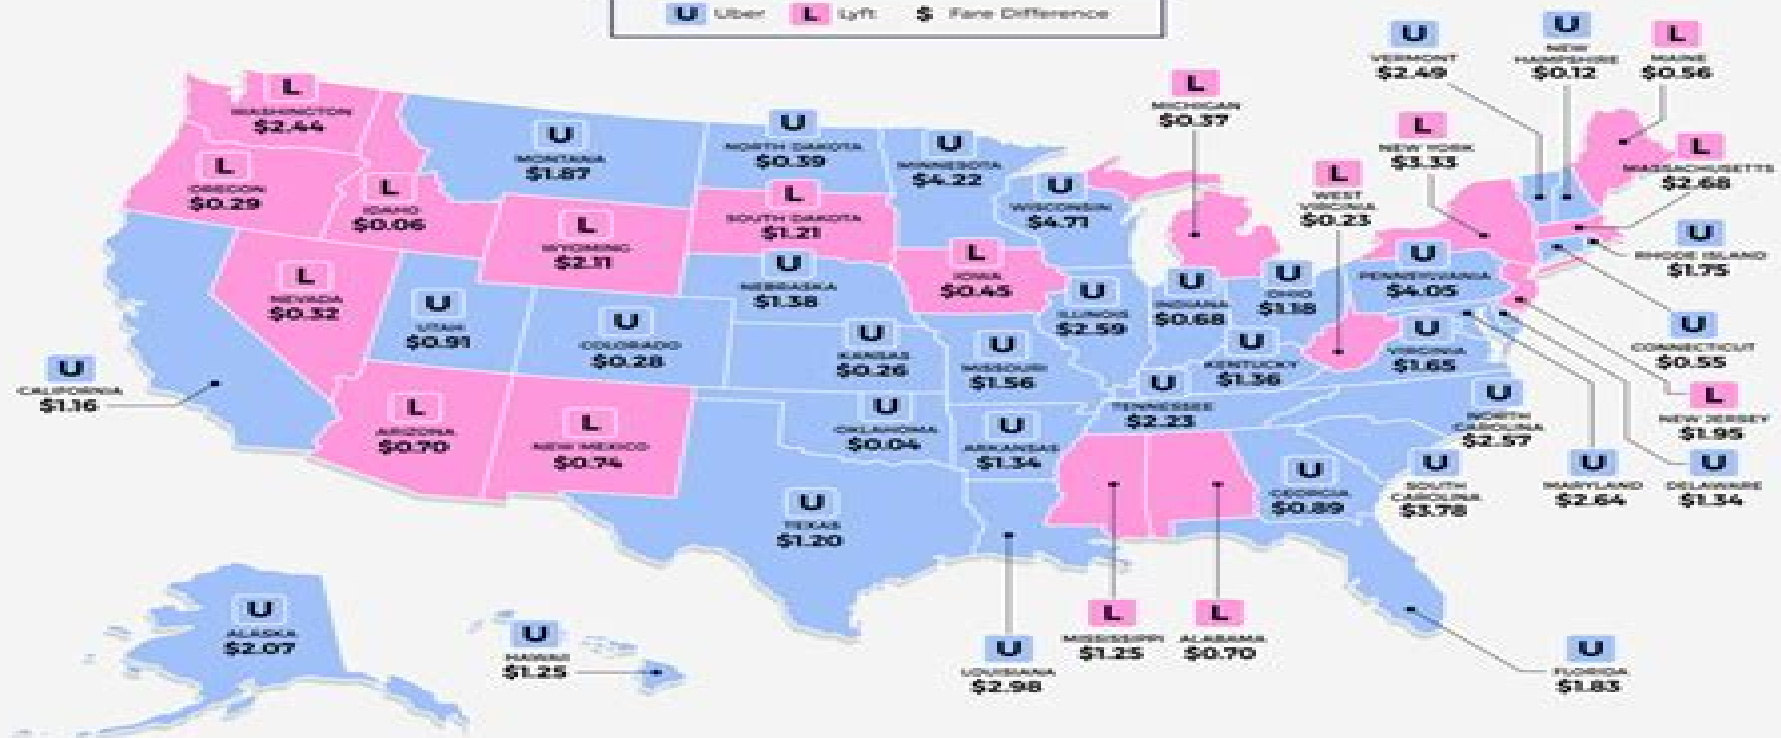 U Uber L Lyft $ Fare Difference
U
VERMONT
$2.49
U
NEW
HAMPSHIRE
$0.12
L
MAINE
$0.56
L
WASHINGTON
$2.44
L
MICHIGAN
$0.37
L
NEW YORK
$3.33
L
MASSACHUSETTS
$2.68
U
MONTANA
$1.87
U
NORTH DAKOTA
$0.39
U
MINNESOTA
$4.22
L
OREGON
$0.29
L
IDAHO
$0.06
L
WYOMING
$2.11
L
SOUTH DAKOTA
$1.21
U
WISCONSIN
$4.71
L
WEST
VIRGINIA
$0.23
U
RHODE ISLAND
$1.75
L
NEVADA
$0.32
U
UTAH
$0.91
U
COLORADO
$0.28
U
NEBRASKA
$1.38
L
IOWA
$0.45
U
ILLINOIS
$2.59
U
INDIANA
$0.68
U
OHIO
$1.18
U
PENNSYLVANIA
$4.05
U
CONNECTICUT
$0.55
U
CALIFORNIA
$1.16
U
KANSAS
$0.26
U
MISSOURI
$1.56
U
KENTUCKY
$1.36
U
VIRGINIA
$1.65
L
NEW JERSEY
$1.95
L
ARIZONA
$0.70
L
NEW MEXICO
$0.74
U
OKLAHOMA
$0.04
U
ARKANSAS
$1.34
U
TENNESSEE
$2.23
U
NORTH
CAROLINA
$2.57
U
TEXAS
$1.20
U
GEORGIA
$0.89
U
SOUTH
CAROLINA
$3.78
U
MARYLAND
$2.64
U
DELAWARE
$1.34
U
ALASKA
$2.07
U
HAWAII
$1.25
U
LOUISIANA
$2.98
L
MISSISSIPPI
$1.25
L
ALABAMA
$0.70
U
FLORIDA
$1.83